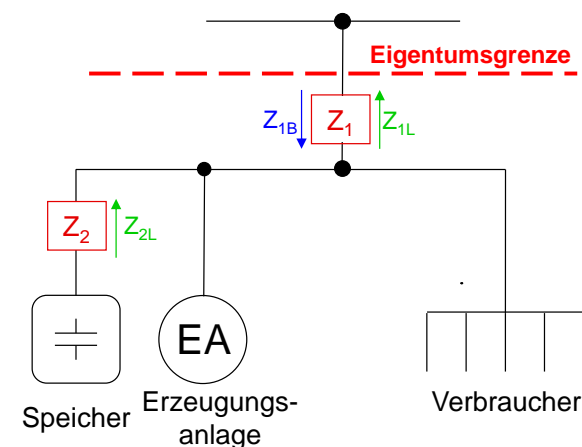 Eigentumsgrenze
Z1B
Z1
Z1L
Z2
Z2L
EA
Speicher
Erzeugungs-
anlage
Verbraucher